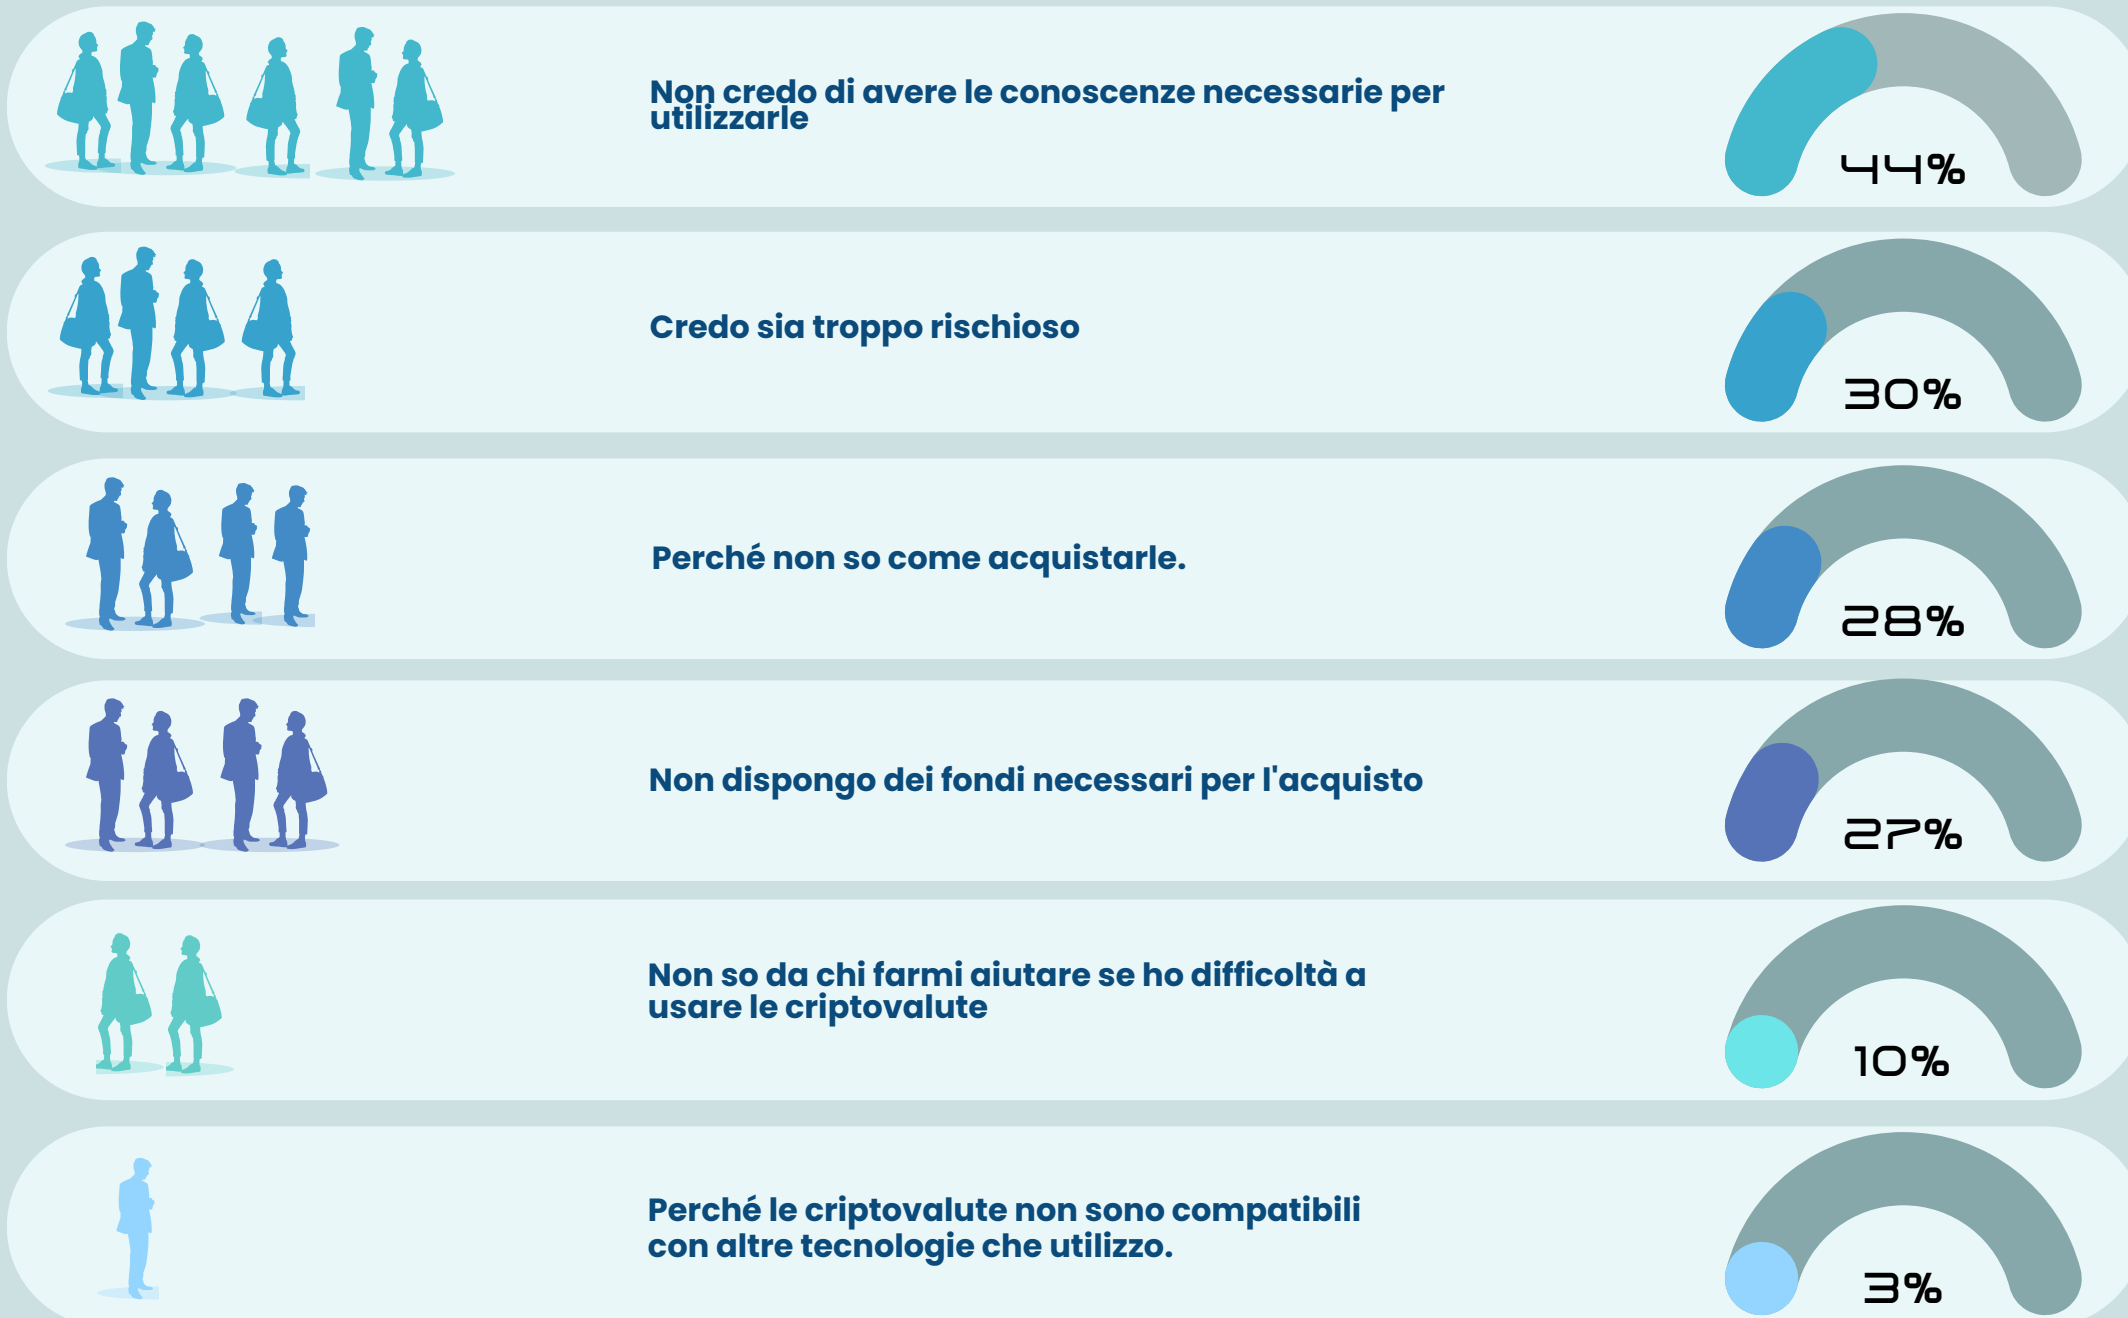 Non credo di avere le conoscenze necessarie per
utilizzarle
44%
Credo sia troppo rischioso
30%
Perché non so come acquistarle.
28%
Non dispongo dei fondi necessari per l'acquisto
27%
Non so da chi farmi aiutare se ho difficoltà a
usare le criptovalute
10%
Perché le criptovalute non sono compatibili
con altre tecnologie che utilizzo.
3%